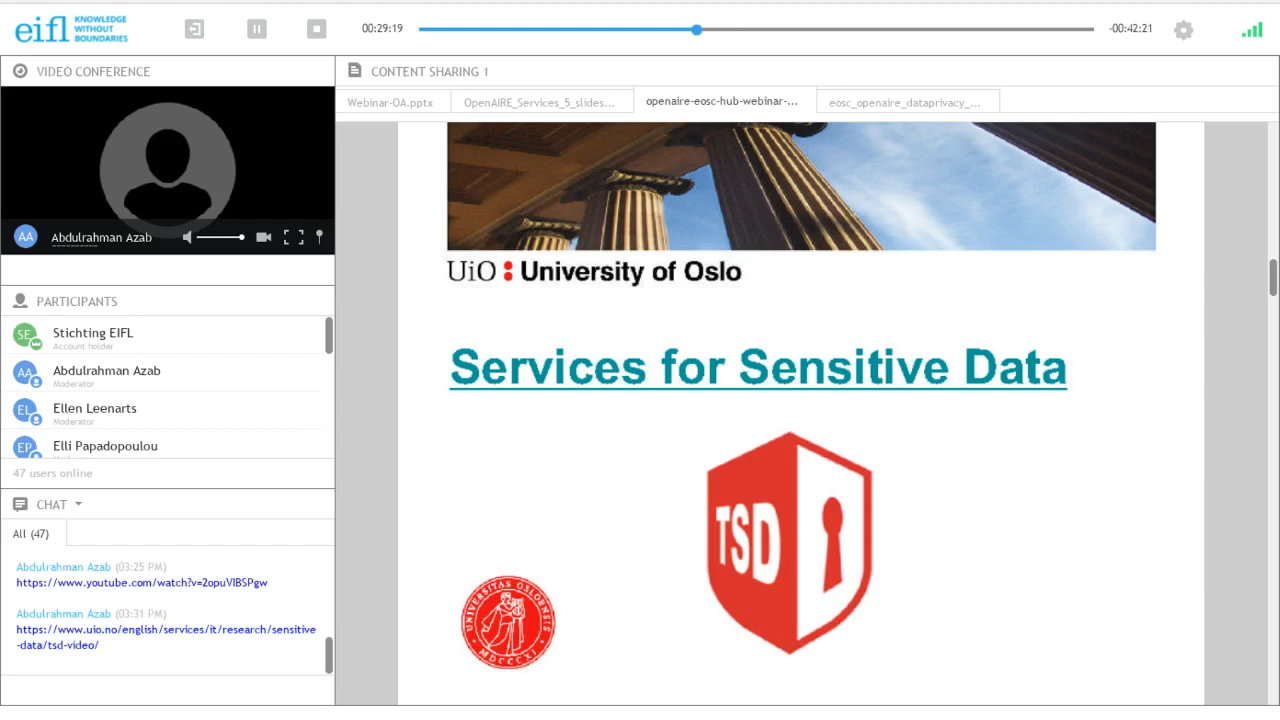 eifl KNOWLEDGE
WITHOUT
BOUNDARIES
00:29:19
-00:42:21
VIDEO CONFERENCE
AA Abdulrahman Azab
PARTICIPANTS
SE Stichting EIFL
Account holder
AA Abdulrahman Azab
Moderator
EL Ellen Leenarts
Moderator
EP Elli Papadopoulou
47 users online
CHAT
All (47)
Abdulrahman Azab (03:25 PM)
https://www.youtube.com/watch?v=2opuVIBSPgw
Abdulrahman Azab (03:31 PM)
https://www.uio.no/english/services/it/research/sensitive
-data/tsd-video/
CONTENT SHARING 1
Webinar-OA.pptx
OpenAIRE_Services_5_slides...
openaire-eosc-hub-webinar-...
eosc_openaire_dataprivacy_...
UiO : University of Oslo
Services for Sensitive Data
TSD
UNIVERSITAS OSLOENSIS
MDCCCXI